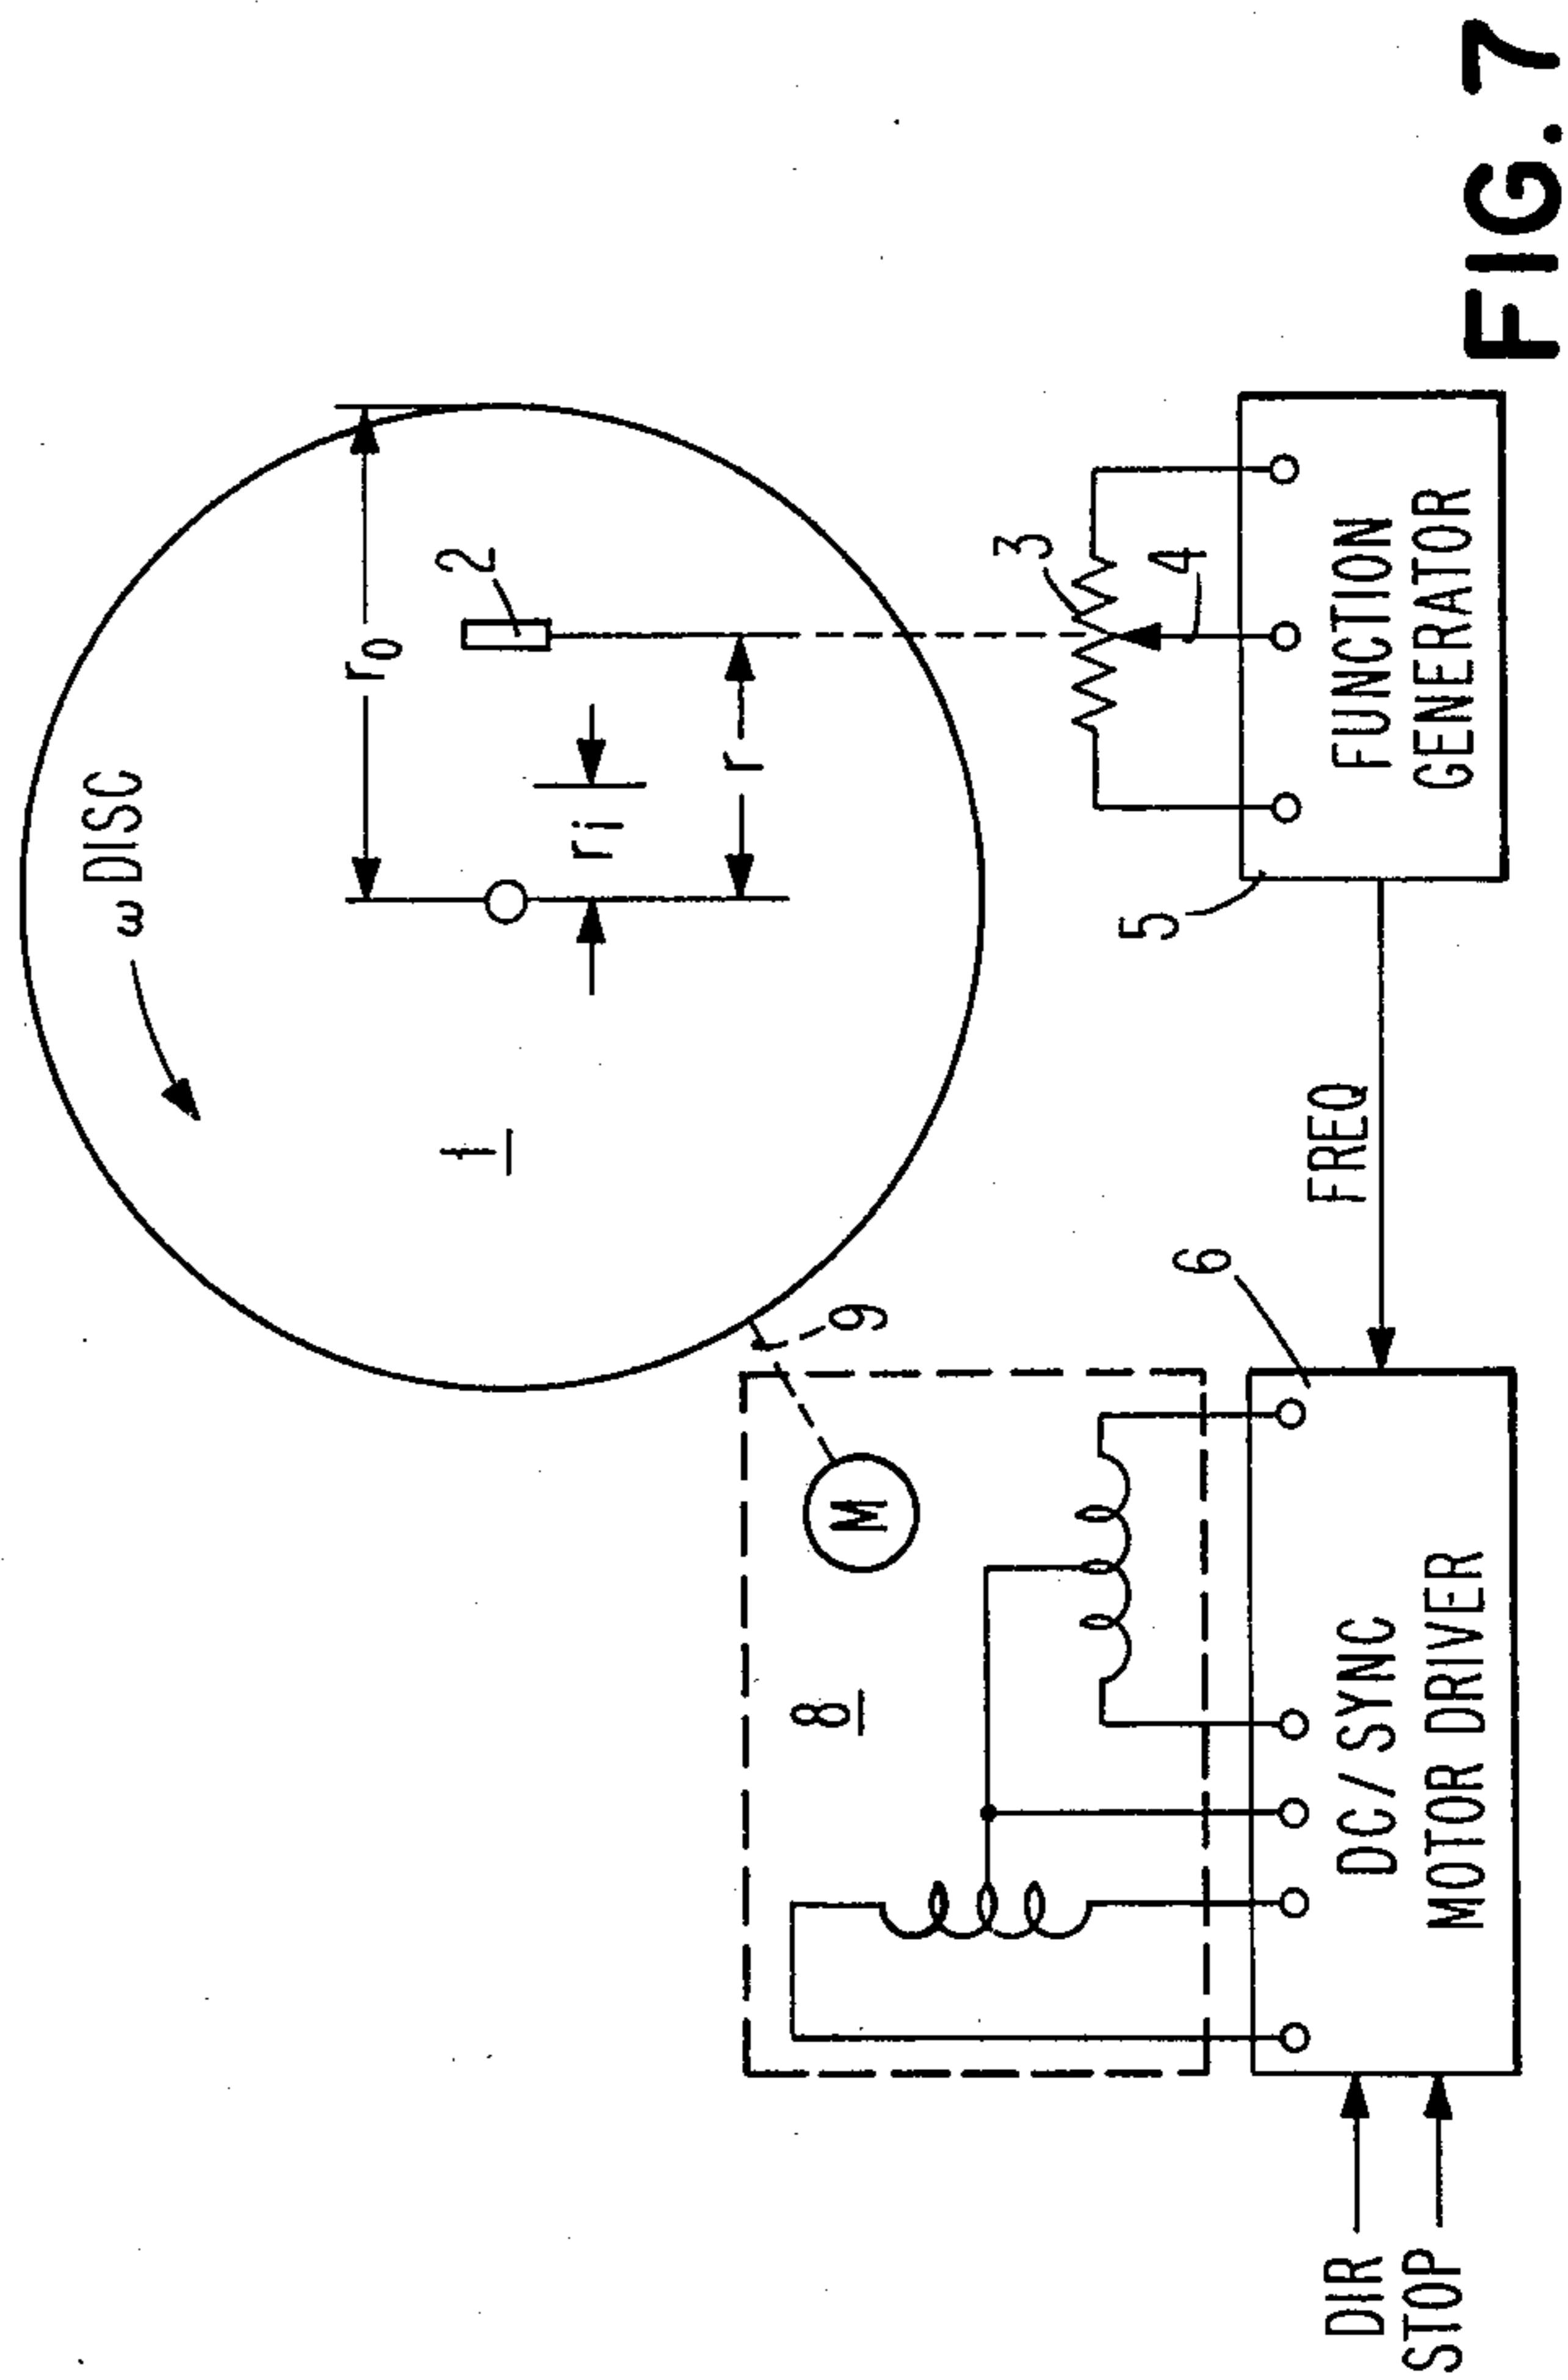 ω DISC
r₀
2
1
ri
r
9
3
M
8
4
5
6
FREQ
DC/SYNC
MOTOR DRIVER
FUNCTION
GENERATOR
DIR
STOP
FIG. 7